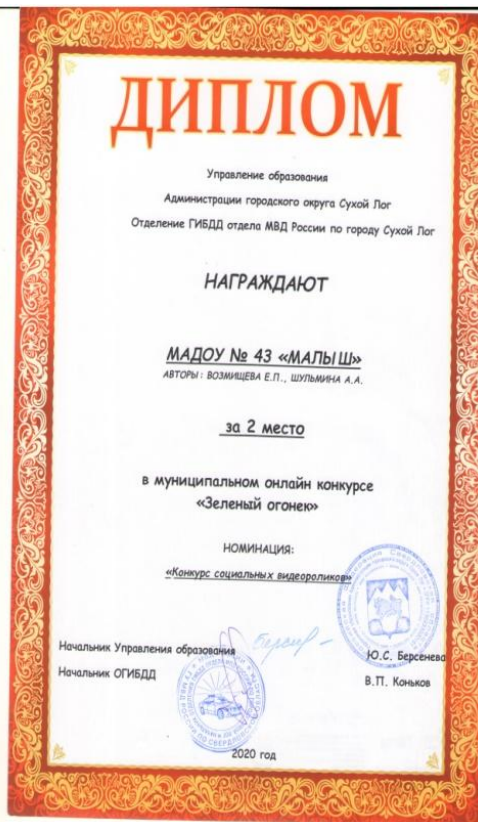 ДИПЛОМ
Управление образования
Администрации городского округа Сухой Лог
Отделение ГИБДД отдела МВД России по городу Сухой Лог
НАГРАЖДАЮТ
МАДОУ № 43 «МАЛЫШ»
АВТОРЫ: ВОЗМИЩЕВА Е.П., ШУЛЬМИНА А.А.
за 2 место
в муниципальном онлайн конкурсе
«Зеленый огонек»
НОМИНАЦИЯ:
«Конкурс социальных видеороликов»
Начальник Управления образования Ю.С. Берсенева
Начальник ОГИБДД В.П. Коньков
2020 год